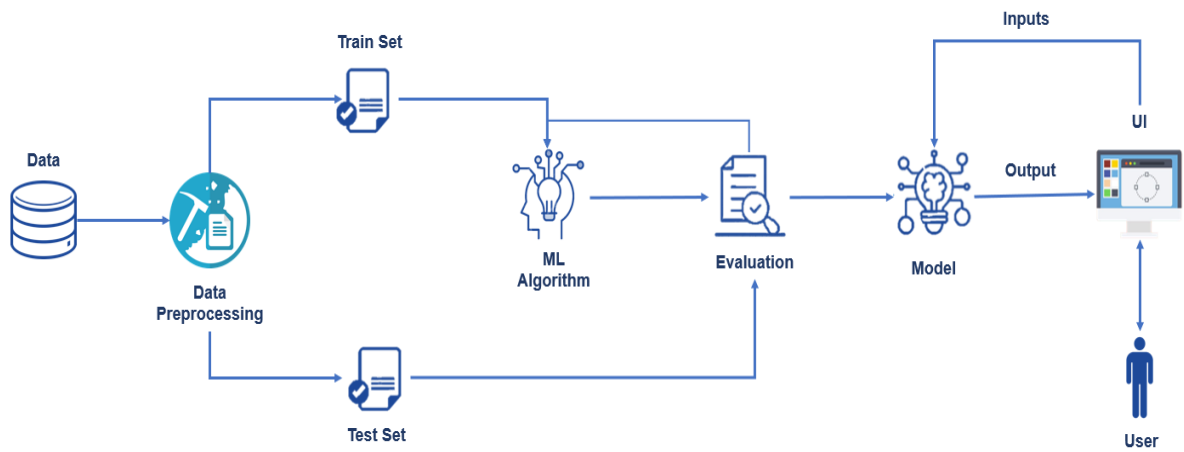 Inputs
Train Set
UI
Data
Output
ML
Algorithm
Evaluation
Model
Data
Preprocessing
Test Set
User